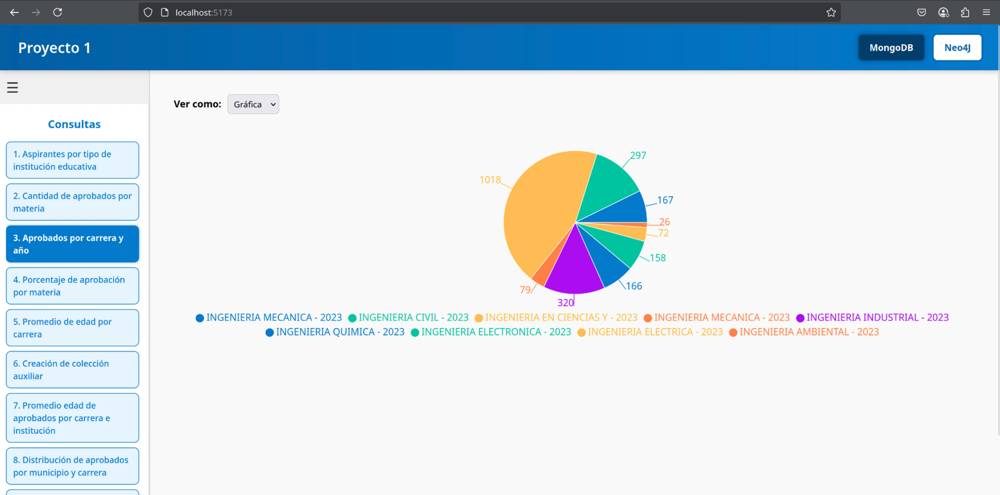 localhost:5173
Proyecto 1
MongoDB
Neo4J
☰
Ver como:
Gráfica
Consultas
1. Aspirantes por tipo de
institución educativa
2. Cantidad de aprobados por
materia
3. Aprobados por carrera y
año
4. Porcentaje de aprobación
por materia
5. Promedio de edad por
carrera
6. Creación de colección
auxiliar
7. Promedio edad de
aprobados por carrera e
institución
8. Distribución de aprobados
por municipio y carrera
297
1018
167
26
72
158
166
79
320
INGENIERIA MECANICA - 2023 INGENIERIA CIVIL - 2023 INGENIERIA EN CIENCIAS Y - 2023 INGENIERIA MECANICA - 2023 INGENIERIA INDUSTRIAL - 2023
INGENIERIA QUIMICA - 2023 INGENIERIA ELECTRONICA - 2023 INGENIERIA ELECTRICA - 2023 INGENIERIA AMBIENTAL - 2023